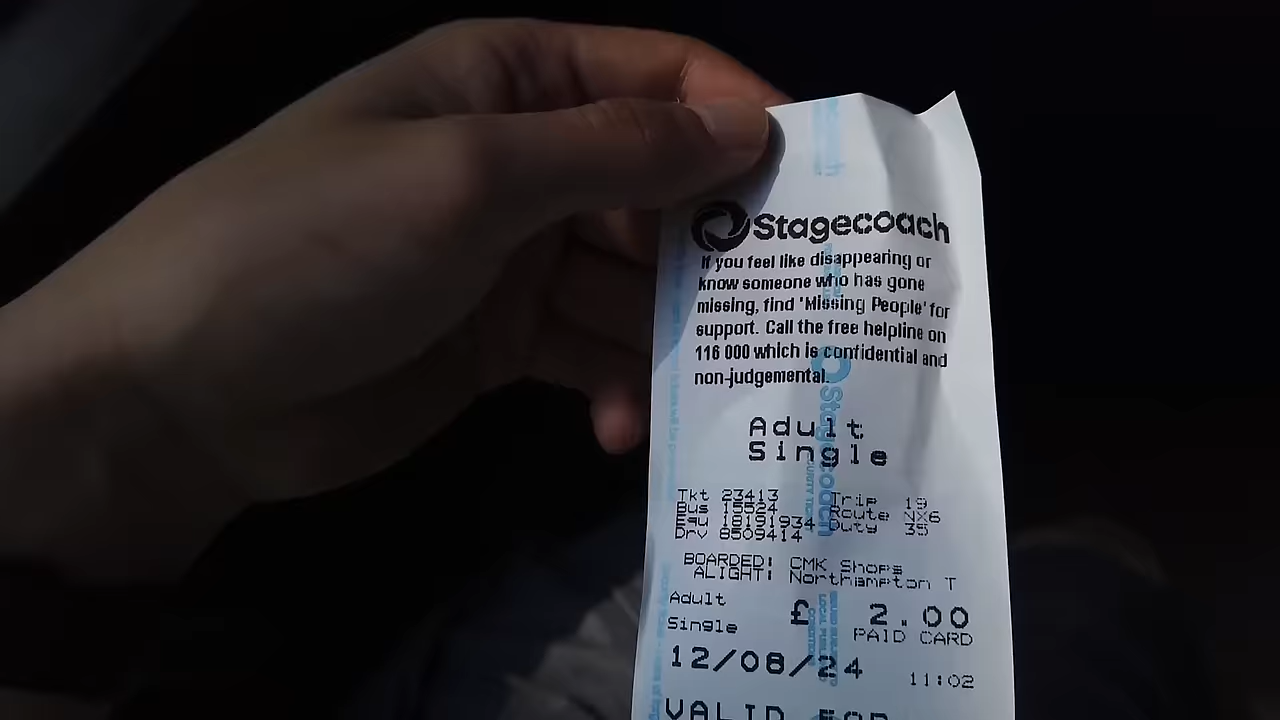 Stagecoach
If you feel like disappearing or
know someone who has gone
missing, find 'Missing People' for
support. Call the free helpline on
116 000 which is confidential and
non-judgemental.
Adult
Single
Tkt 23413 Trip 19
Bus 15524 Route NX6
Equ 18191934 Duty 35
Drv 8509414
BOARDED: CMK Shops
ALIGHT: Northampton T
Adult £ 2.00
Single PAID CARD
12/08/24 11:02
VALID FOR
Stagecoach